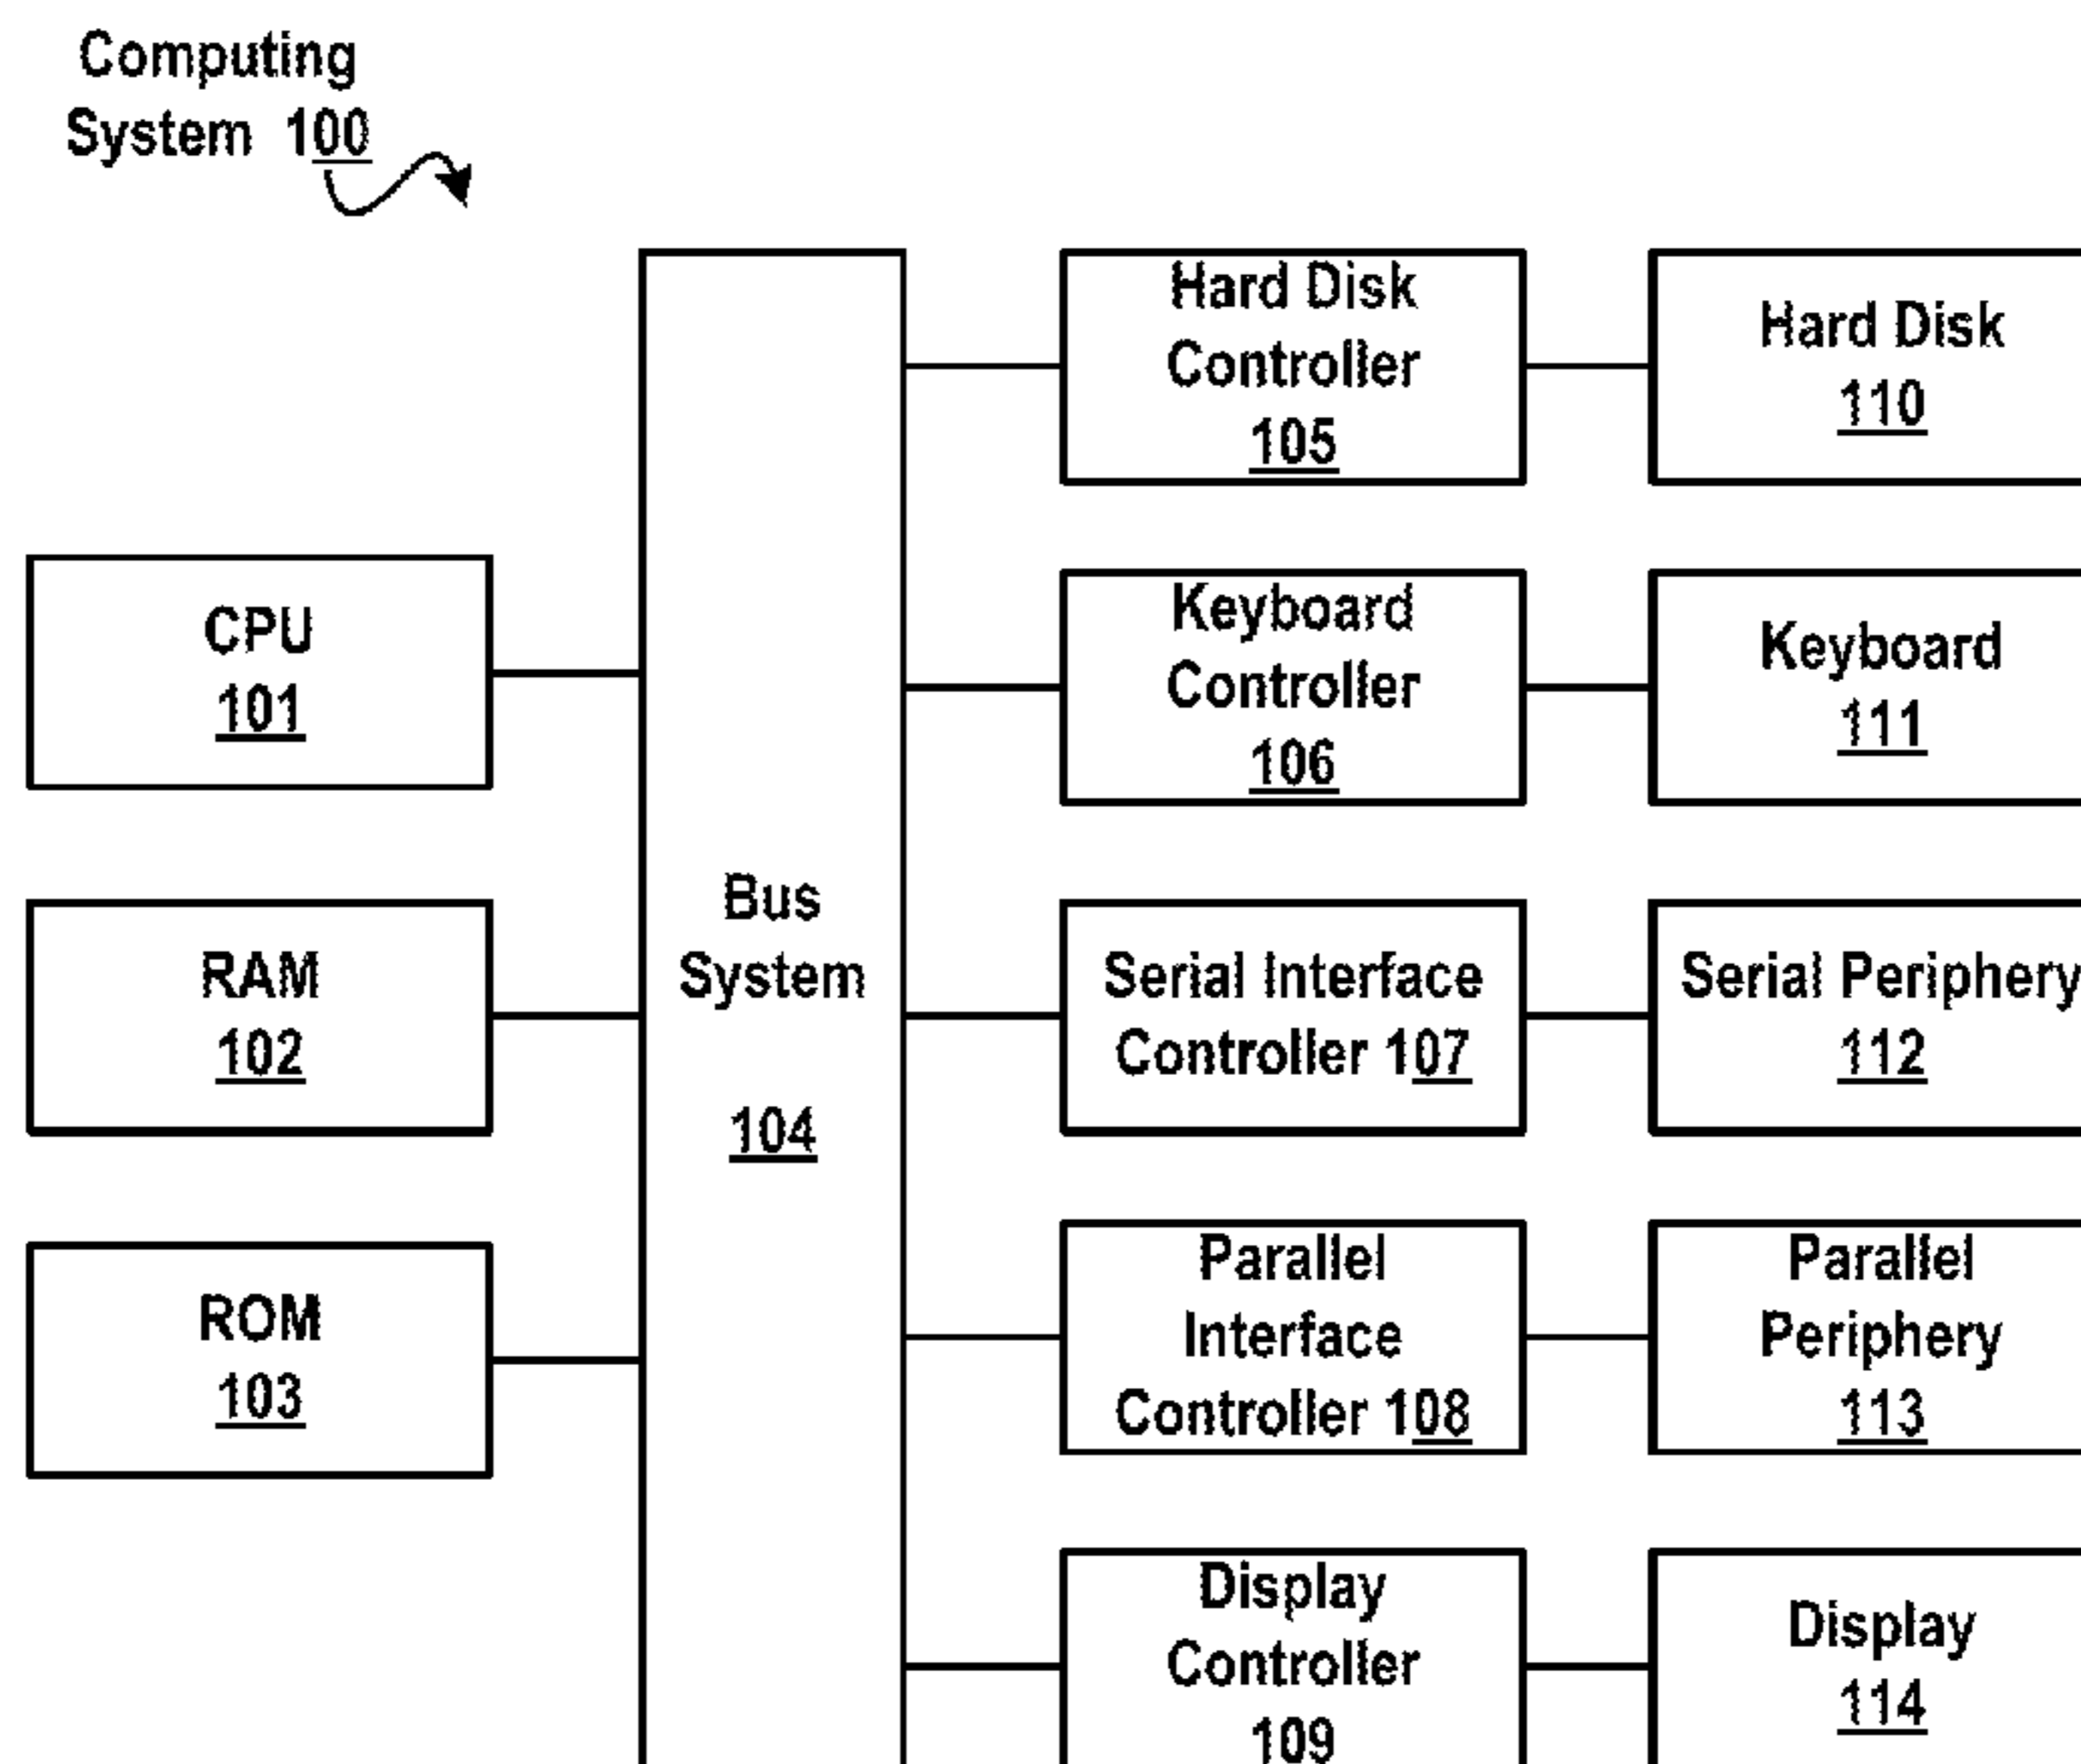 Computing
System 100
Hard Disk
Controller
105
Hard Disk
110
CPU
101
Keyboard
Controller
106
Keyboard
111
RAM
102
Bus
System
104
Serial Interface
Controller 107
Serial Periphery
112
ROM
103
Parallel
Interface
Controller 108
Parallel
Periphery
113
Display
Controller
109
Display
114